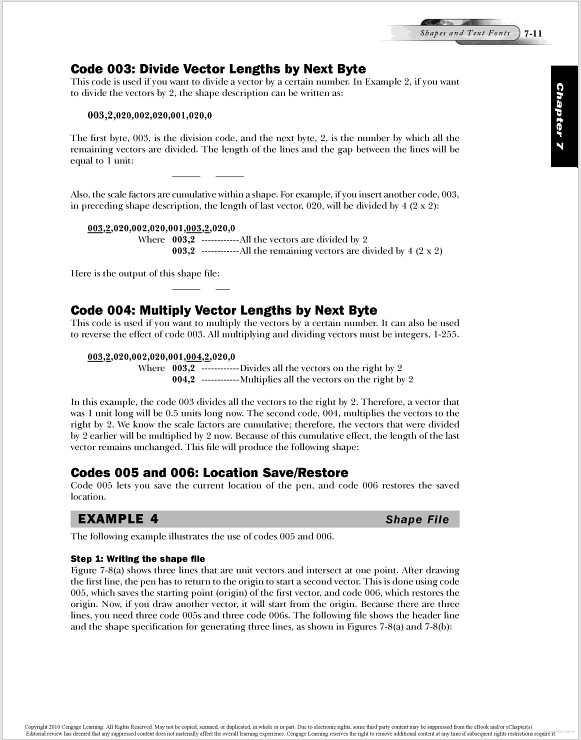 Shapes and Text Fonts 7-11
Chapter 7
Code 003: Divide Vector Lengths by Next Byte
This code is used if you want to divide a vector by a certain number. In Example 2, if you want
to divide the vectors by 2, the shape description can be written as:
003,2,020,002,020,001,020,0
The first byte, 003, is the division code, and the next byte, 2, is the number by which all the
remaining vectors are divided. The length of the lines and the gap between the lines will be
equal to 1 unit:
Also, the scale factors are cumulative within a shape. For example, if you insert another code, 003,
in preceding shape description, the length of last vector, 020, will be divided by 4 (2 x 2):
003,2,020,002,020,001,003,2,020,0
Where 003,2 ------------All the vectors are divided by 2
003,2 ------------All the remaining vectors are divided by 4 (2 x 2)
Here is the output of this shape file:
Code 004: Multiply Vector Lengths by Next Byte
This code is used if you want to multiply the vectors by a certain number. It can also be used
to reverse the effect of code 003. All multiplying and dividing vectors must be integers, 1-255.
003,2,020,002,020,001,004,2,020,0
Where 003,2 ------------Divides all the vectors on the right by 2
004,2 ------------Multiplies all the vectors on the right by 2
In this example, the code 003 divides all the vectors to the right by 2. Therefore, a vector that
was 1 unit long will be 0.5 units long now. The second code, 004, multiplies the vectors to the
right by 2. We know the scale factors are cumulative; therefore, the vectors that were divided
by 2 earlier will be multiplied by 2 now. Because of this cumulative effect, the length of the last
vector remains unchanged. This file will produce the following shape:
Codes 005 and 006: Location Save/Restore
Code 005 lets you save the current location of the pen, and code 006 restores the saved
location.
EXAMPLE 4 Shape File
The following example illustrates the use of codes 005 and 006.
Step 1: Writing the shape file
Figure 7-8(a) shows three lines that are unit vectors and intersect at one point. After drawing
the first line, the pen has to return to the origin to start a second vector. This is done using code
005, which saves the starting point (origin) of the first vector, and code 006, which restores the
origin. Now, if you draw another vector, it will start from the origin. Because there are three
lines, you need three code 005s and three code 006s. The following file shows the header line
and the shape specification for generating three lines, as shown in Figures 7-8(a) and 7-8(b):
Copyright 2010 Cengage Learning. All Rights Reserved. May not be copied, scanned, or duplicated, in whole or in part. Due to electronic rights, some third party content may be suppressed from the eBook and/or eChapter(s).
Editorial review has deemed that any suppressed content does not materially affect the overall learning experience. Cengage Learning reserves the right to remove additional content at any time if subsequent rights restrictions require it.